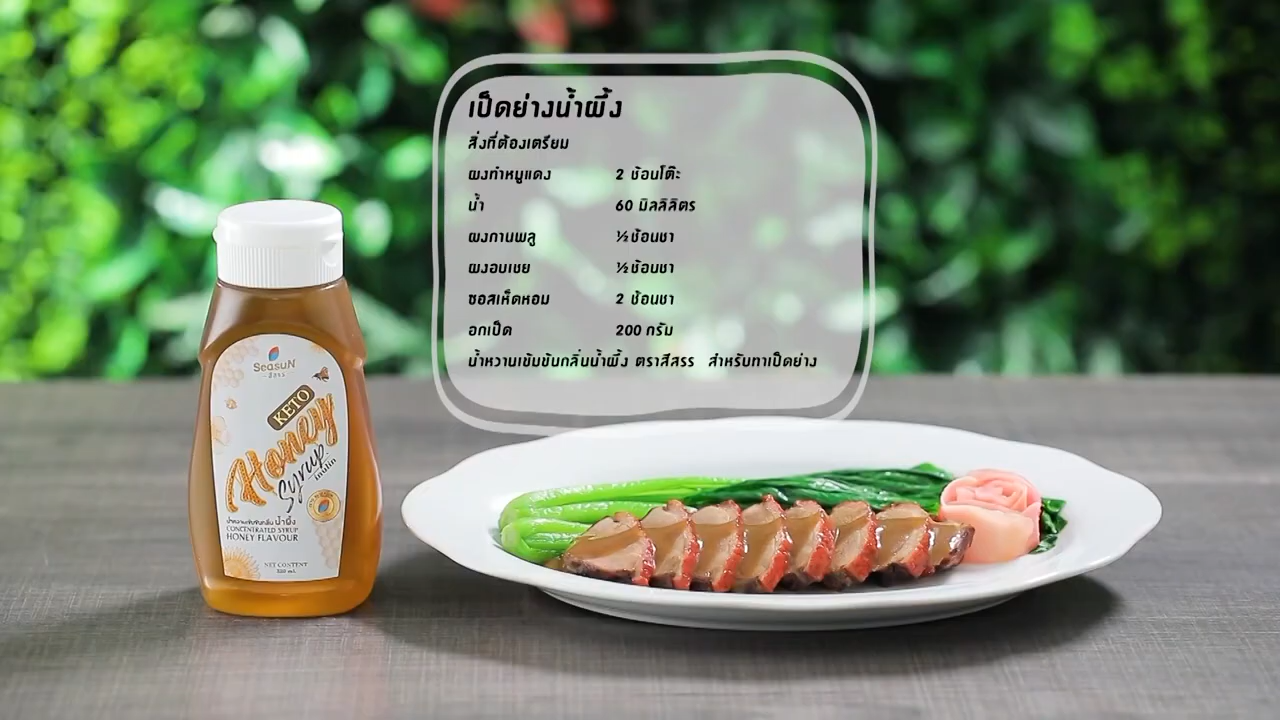 เป็ดย่างน้ำผึ้ง
สิ่งที่ต้องเตรียม
ผงทำหมูแดง 2 ช้อนโต๊ะ
น้ำ 60 มิลลิลิตร
ผงกานพลู ½ช้อนชา
ผงอบเชย ½ช้อนชา
ซอสเห็ดหอม 2 ช้อนชา
อกเป็ด 200 กรัม
น้ำหวานเข้มข้นกลิ่นน้ำผึ้ง ตราสีสรร สำหรับทาเป็ดย่าง
SeasuN
สีสรร
KETO
Honey
Syrup
น้ำหวานเข้มข้นกลิ่น น้ำผึ้ง
CONCENTRATED SYRUP
HONEY FLAVOUR
NET CONTENT
320 mL